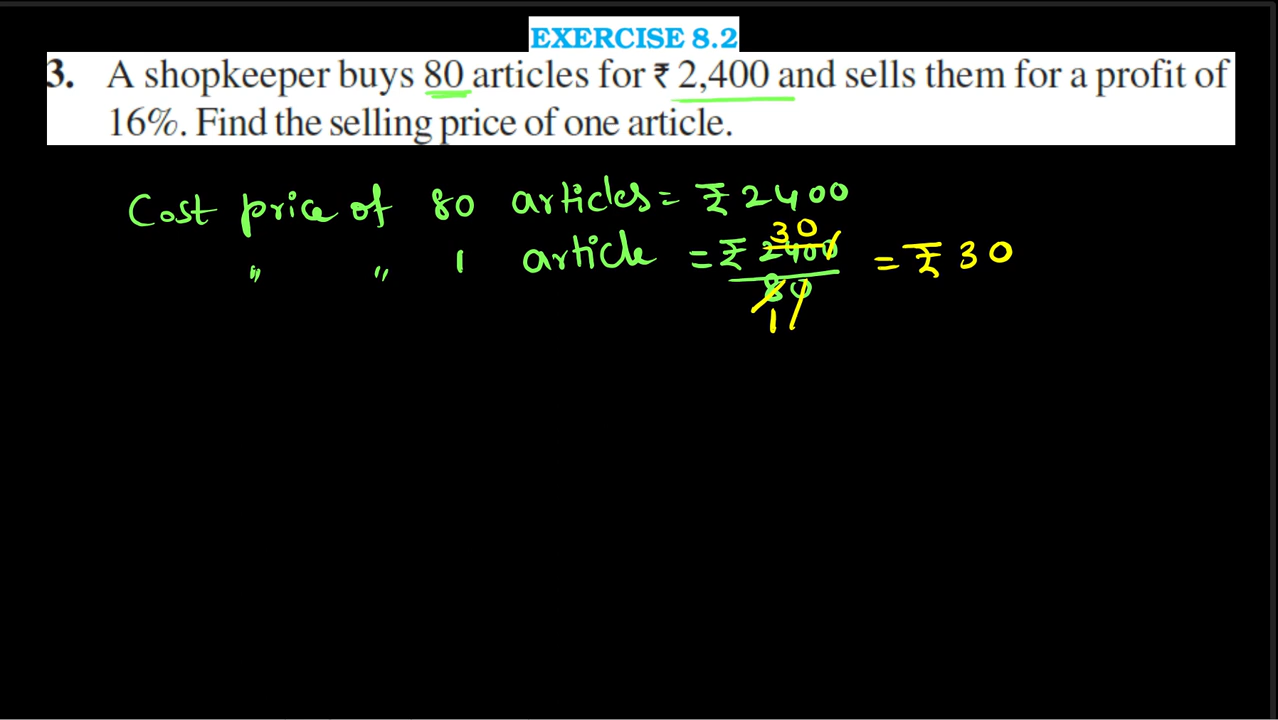 EXERCISE 8.2
3. A shopkeeper buys 80 articles for ₹ 2,400 and sells them for a profit of
16%. Find the selling price of one article.
Cost price of 80 articles = ₹ 2400
30
" " 1 article = ₹ 2400 = ₹ 30
80
1